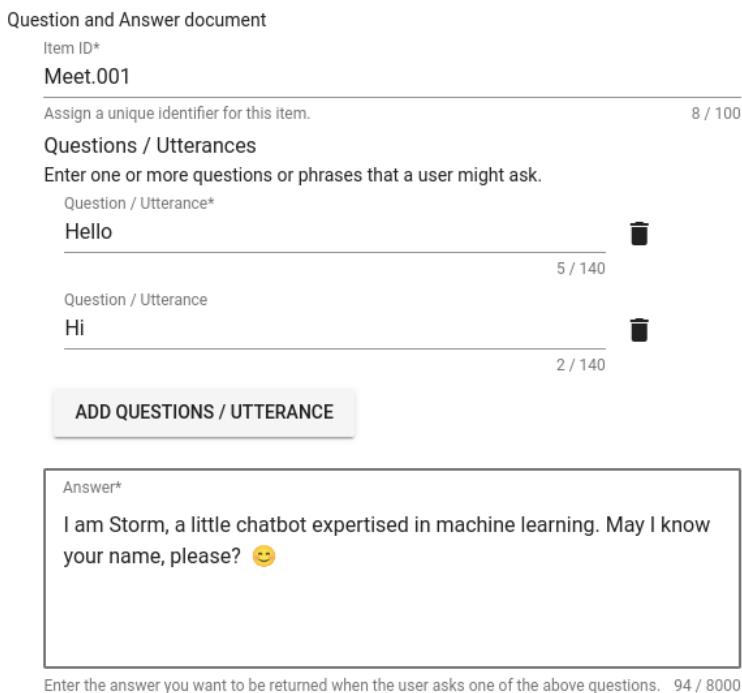 Question and Answer document
Item ID*
Meet.001
Assign a unique identifier for this item. 8 / 100
Questions / Utterances
Enter one or more questions or phrases that a user might ask.
Question / Utterance*
Hello
5 / 140
Question / Utterance
Hi
2 / 140
ADD QUESTIONS / UTTERANCE
Answer*
I am Storm, a little chatbot expertised in machine learning. May I know
your name, please? 😊
Enter the answer you want to be returned when the user asks one of the above questions. 94 / 8000